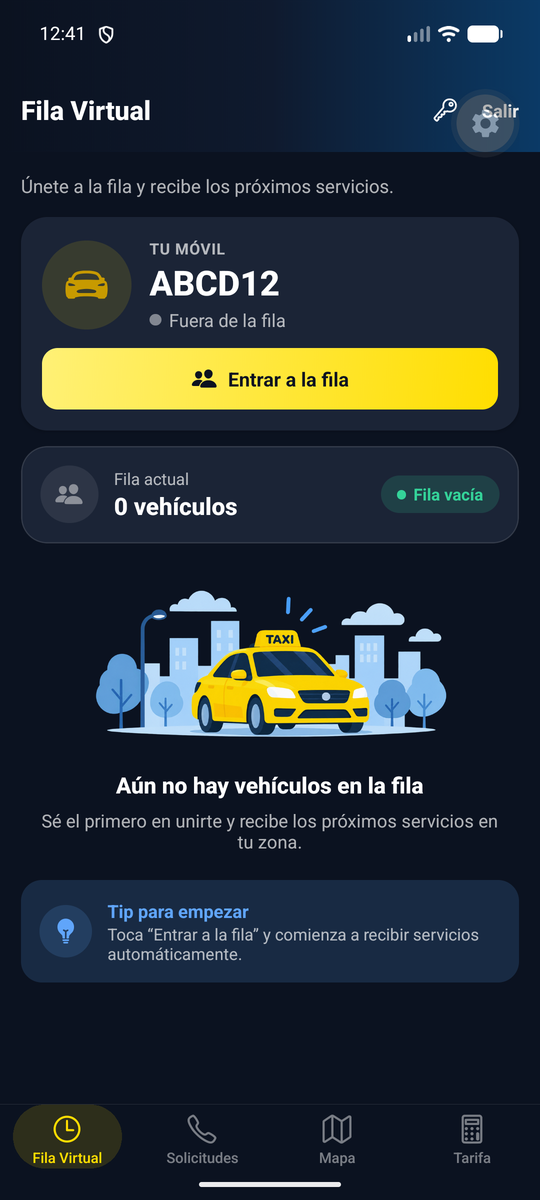 12:41
Fila Virtual
Salir
Únete a la fila y recibe los próximos servicios.
TU MÓVIL
ABCD12
Fuera de la fila
Entrar a la fila
Fila actual
0 vehículos
Fila vacía
TAXI
Aún no hay vehículos en la fila
Sé el primero en unirte y recibe los próximos servicios en
tu zona.
Tip para empezar
Toca “Entrar a la fila” y comienza a recibir servicios
automáticamente.
Fila Virtual
Solicitudes
Mapa
Tarifa